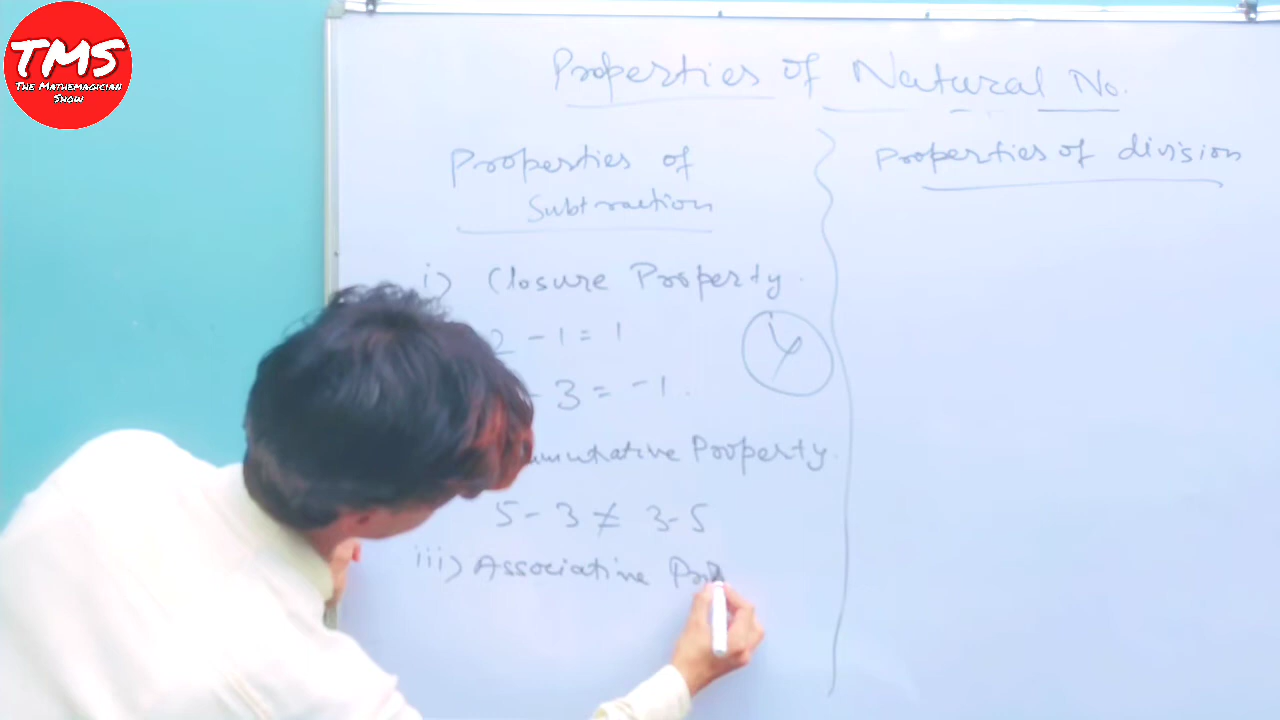 TMS
THE MATHEMAGICIAN
SHOW
Properties of Natural No.
Properties of
Subtraction
i) Closure Property.
2 - 1 = 1
- 3 = -1.
Property.
5 - 3 ≠ 3 - 5
iii) Associative
Properties of division